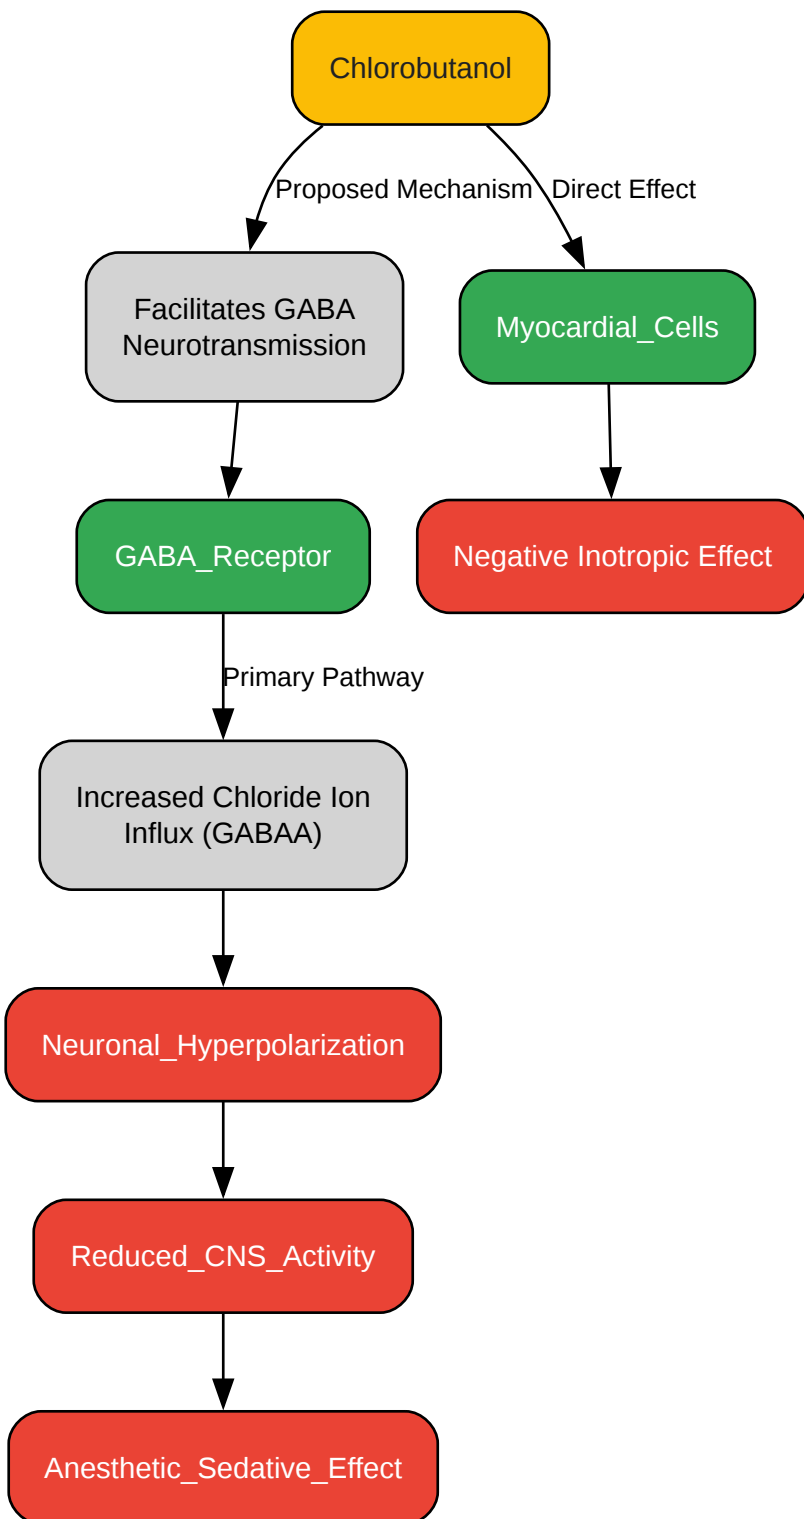 Chlorobutanol
Proposed Mechanism
Direct Effect
Facilitates GABA
Neurotransmission
Myocardial_Cells
GABA_Receptor
Negative Inotropic Effect
Primary Pathway
Increased Chloride Ion
Influx (GABAA)
Neuronal_Hyperpolarization
Reduced_CNS_Activity
Anesthetic_Sedative_Effect